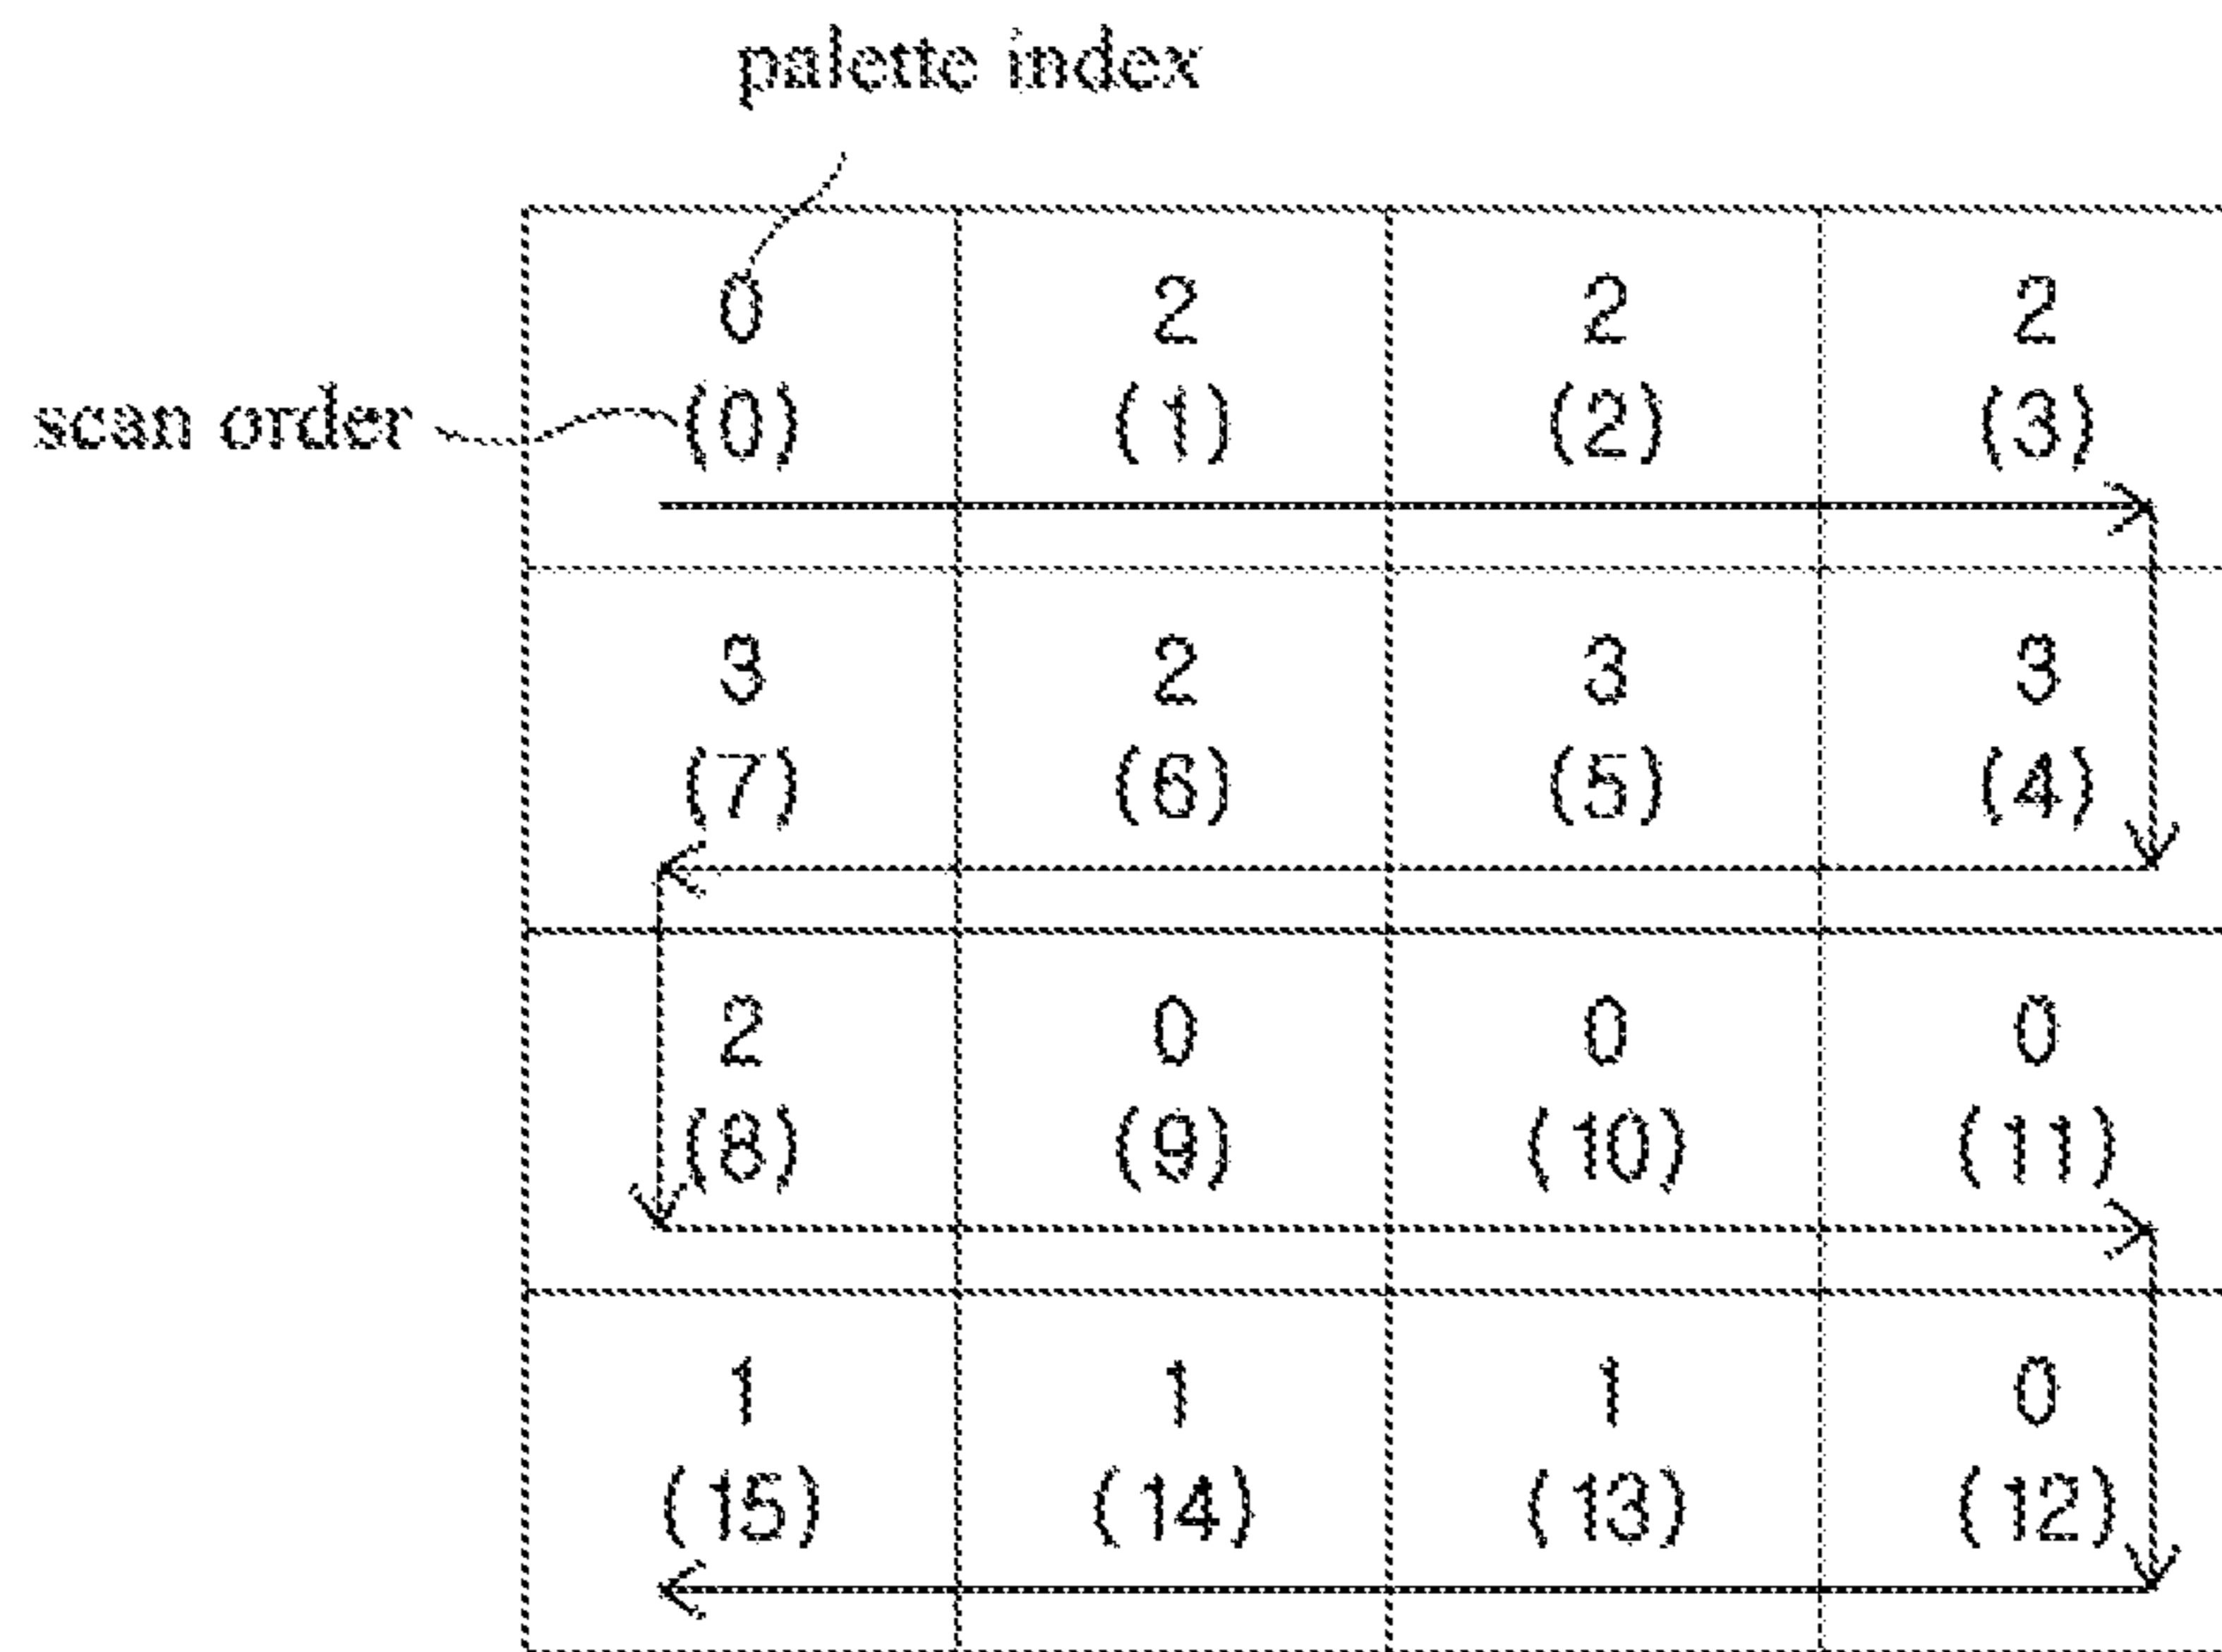 palette index
0 2 2 2
scan order (0) (1) (2) (3)
3 2 3 3
(7) (6) (5) (4)
2 0 0 0
(8) (9) (10) (11)
1 1 1 0
(15) (14) (13) (12)